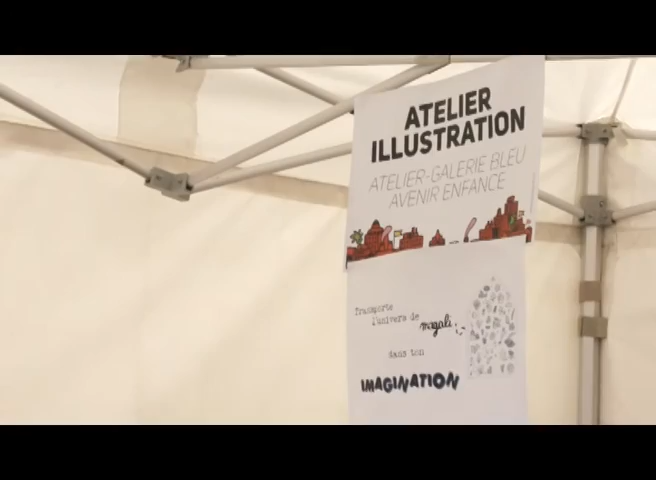 ATELIER
ILLUSTRATION
ATELIER-GALERIE BLEU
AVENIR ENFANCE
Transporte
l'univers de magali
dans ton
IMAGINATION